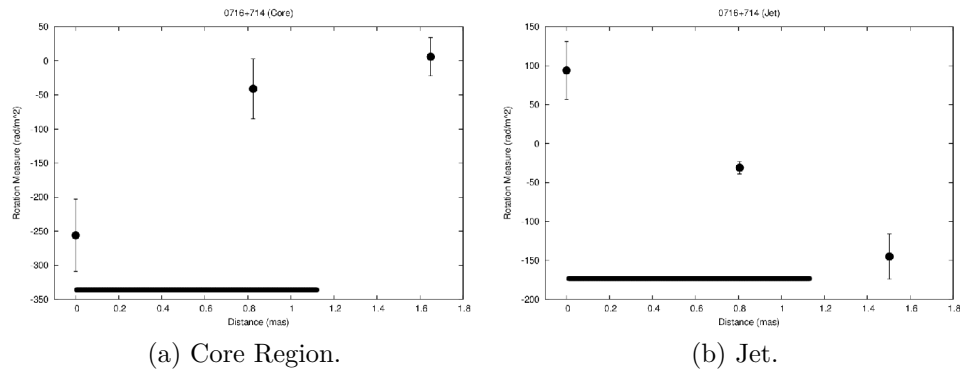 0716+714 (Core)
Rotation Measure (rad/m^2)
50
0
-50
-100
-150
-200
-250
-300
-350
0 0.2 0.4 0.6 0.8 1 1.2 1.4 1.6 1.8
Distance (mas)
(a) Core Region.
0716+714 (Jet)
Rotation Measure (rad/m^2)
150
100
50
0
-50
-100
-150
-200
0 0.2 0.4 0.6 0.8 1 1.2 1.4 1.6 1.8
Distance (mas)
(b) Jet.